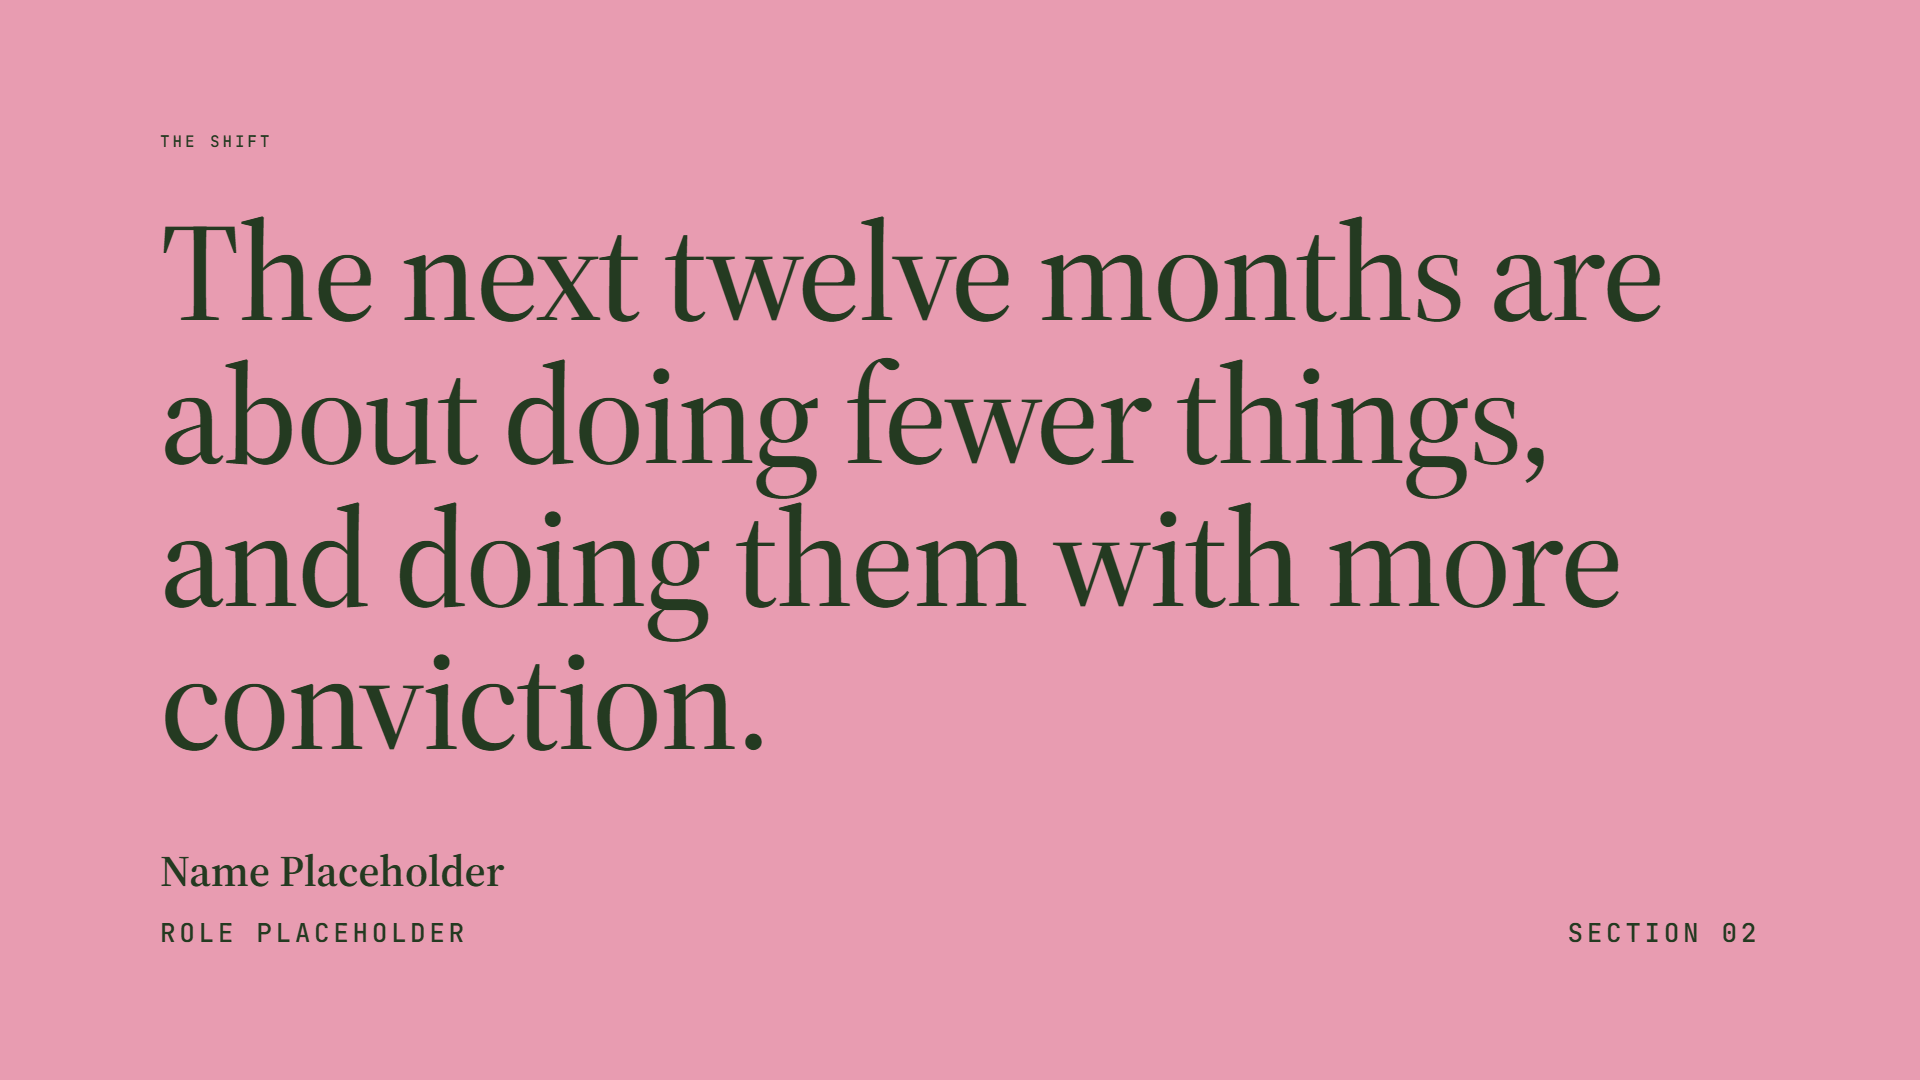 THE SHIFT
The next twelve months are
about doing fewer things,
and doing them with more
conviction.
Name Placeholder
ROLE PLACEHOLDER
SECTION 02